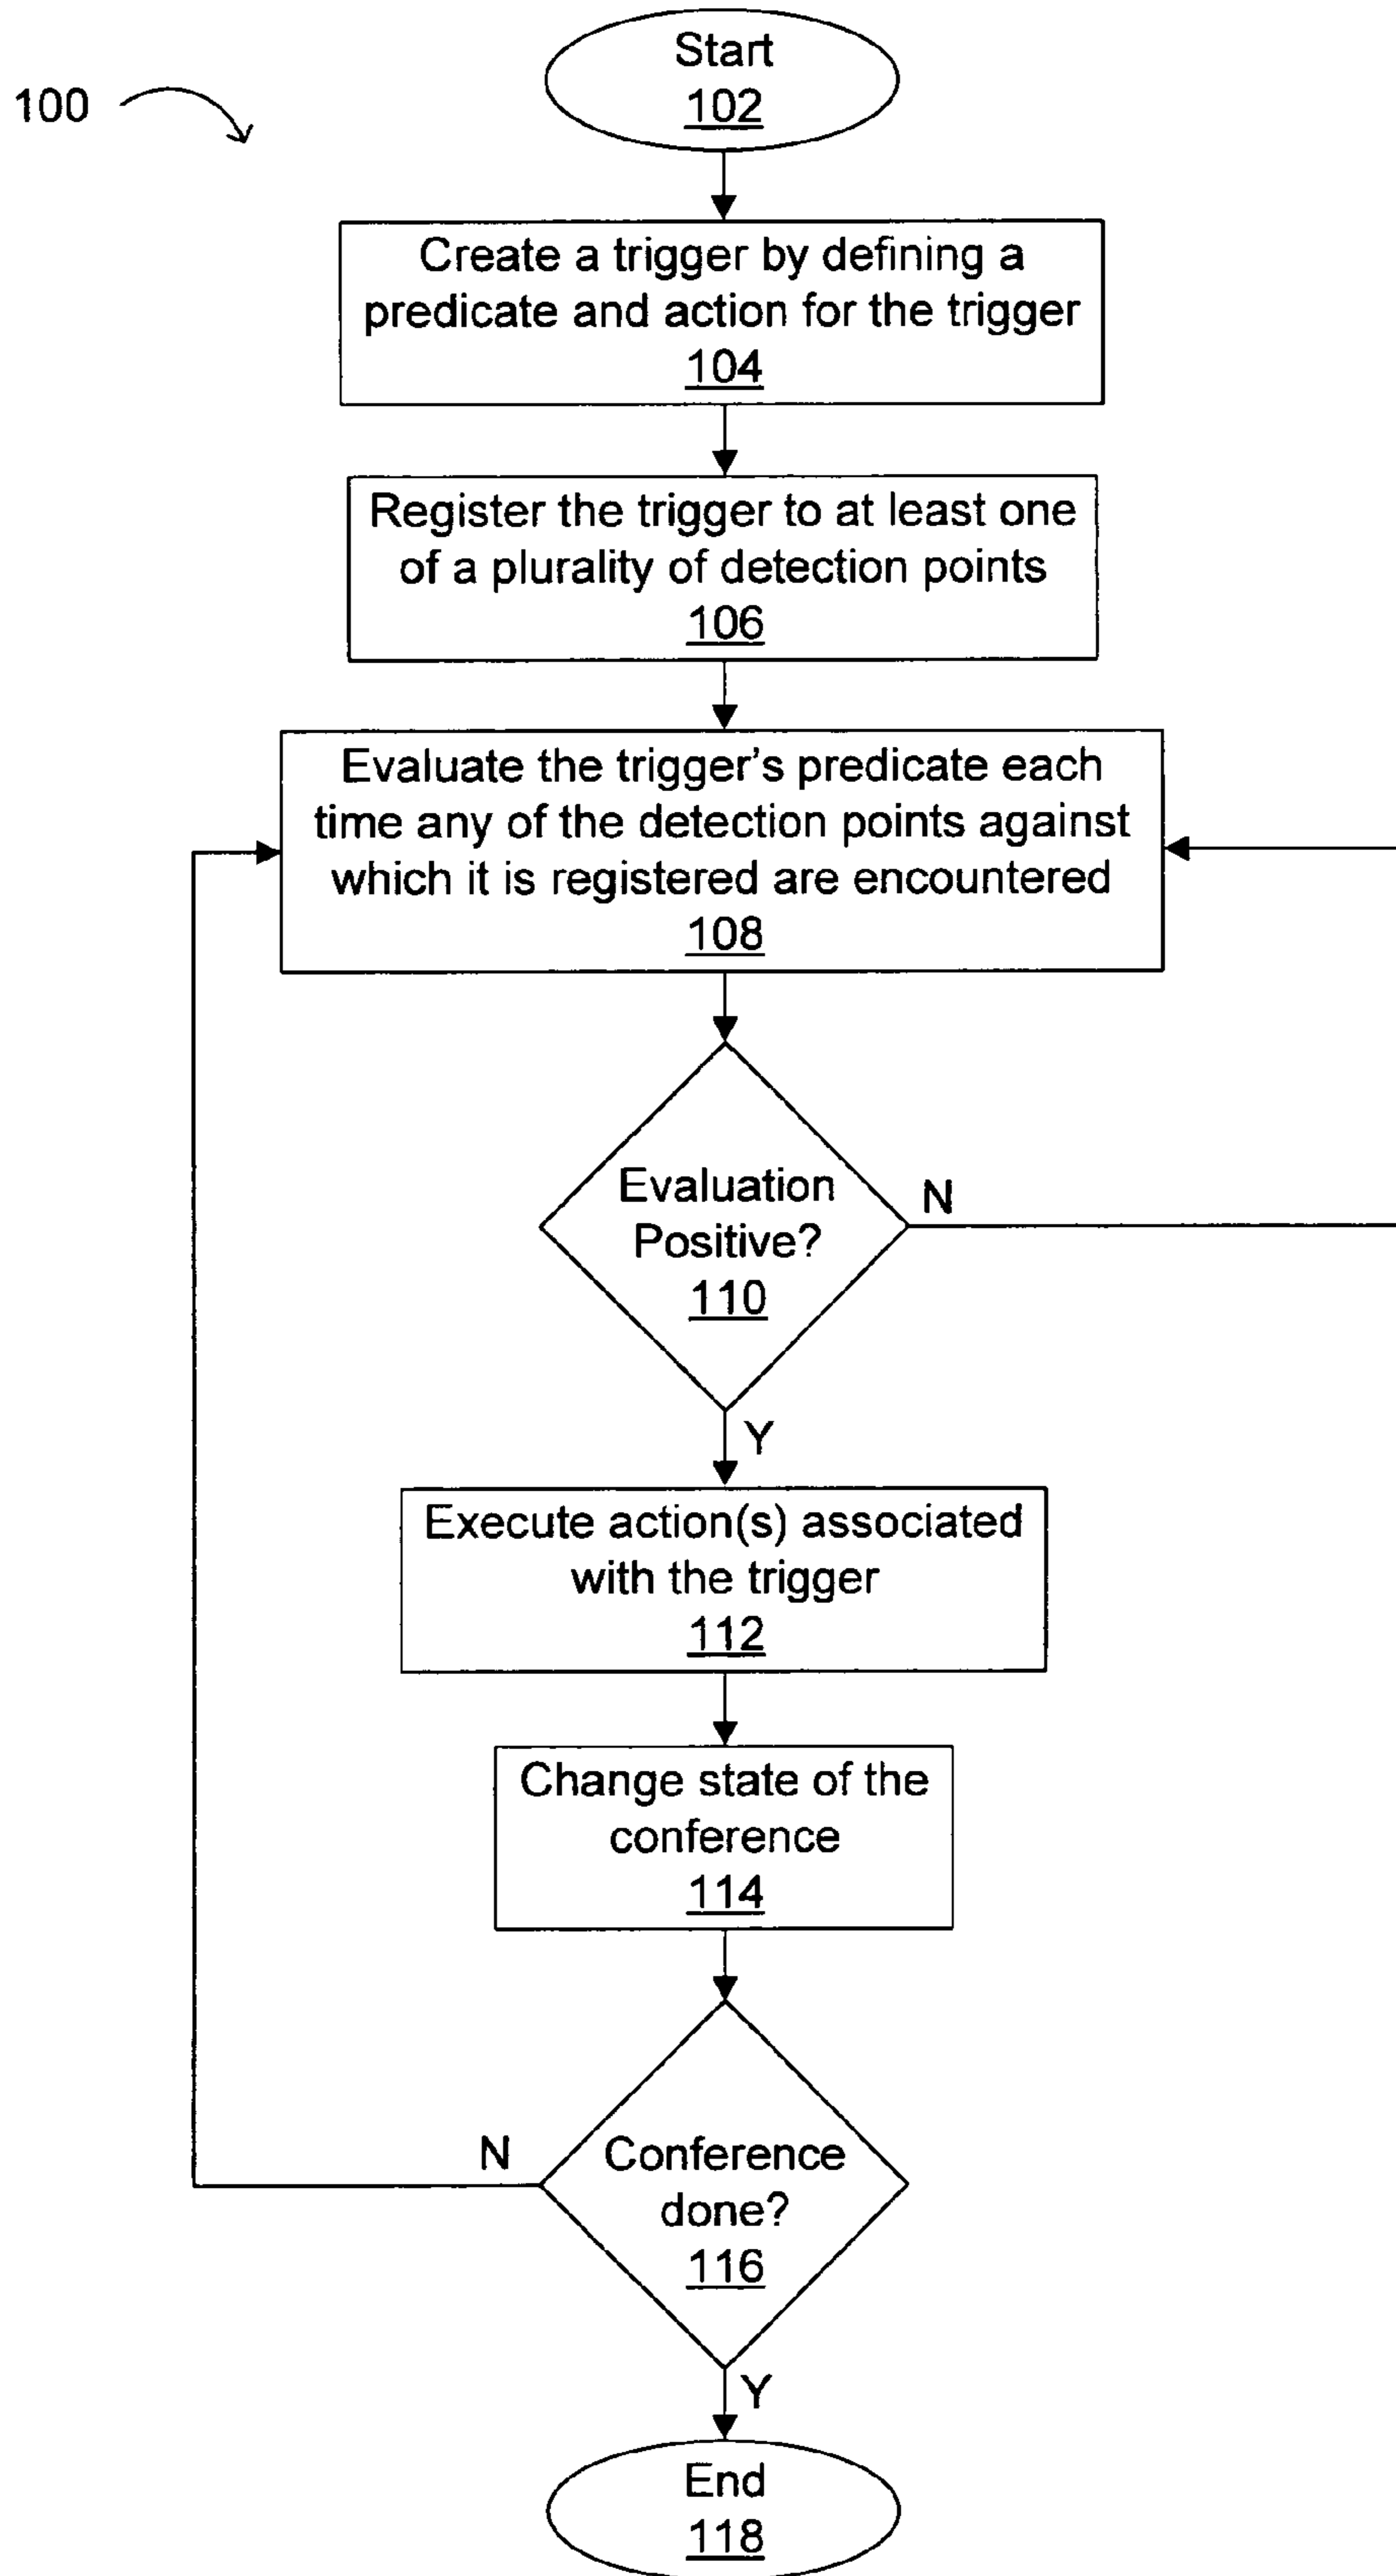 Start
102
100
Create a trigger by defining a
predicate and action for the trigger
104
Register the trigger to at least one
of a plurality of detection points
106
Evaluate the trigger's predicate each
time any of the detection points against
which it is registered are encountered
108
Evaluation
Positive?
110
N
Y
Execute action(s) associated
with the trigger
112
Change state of the
conference
114
N
Conference
done?
116
Y
End
118